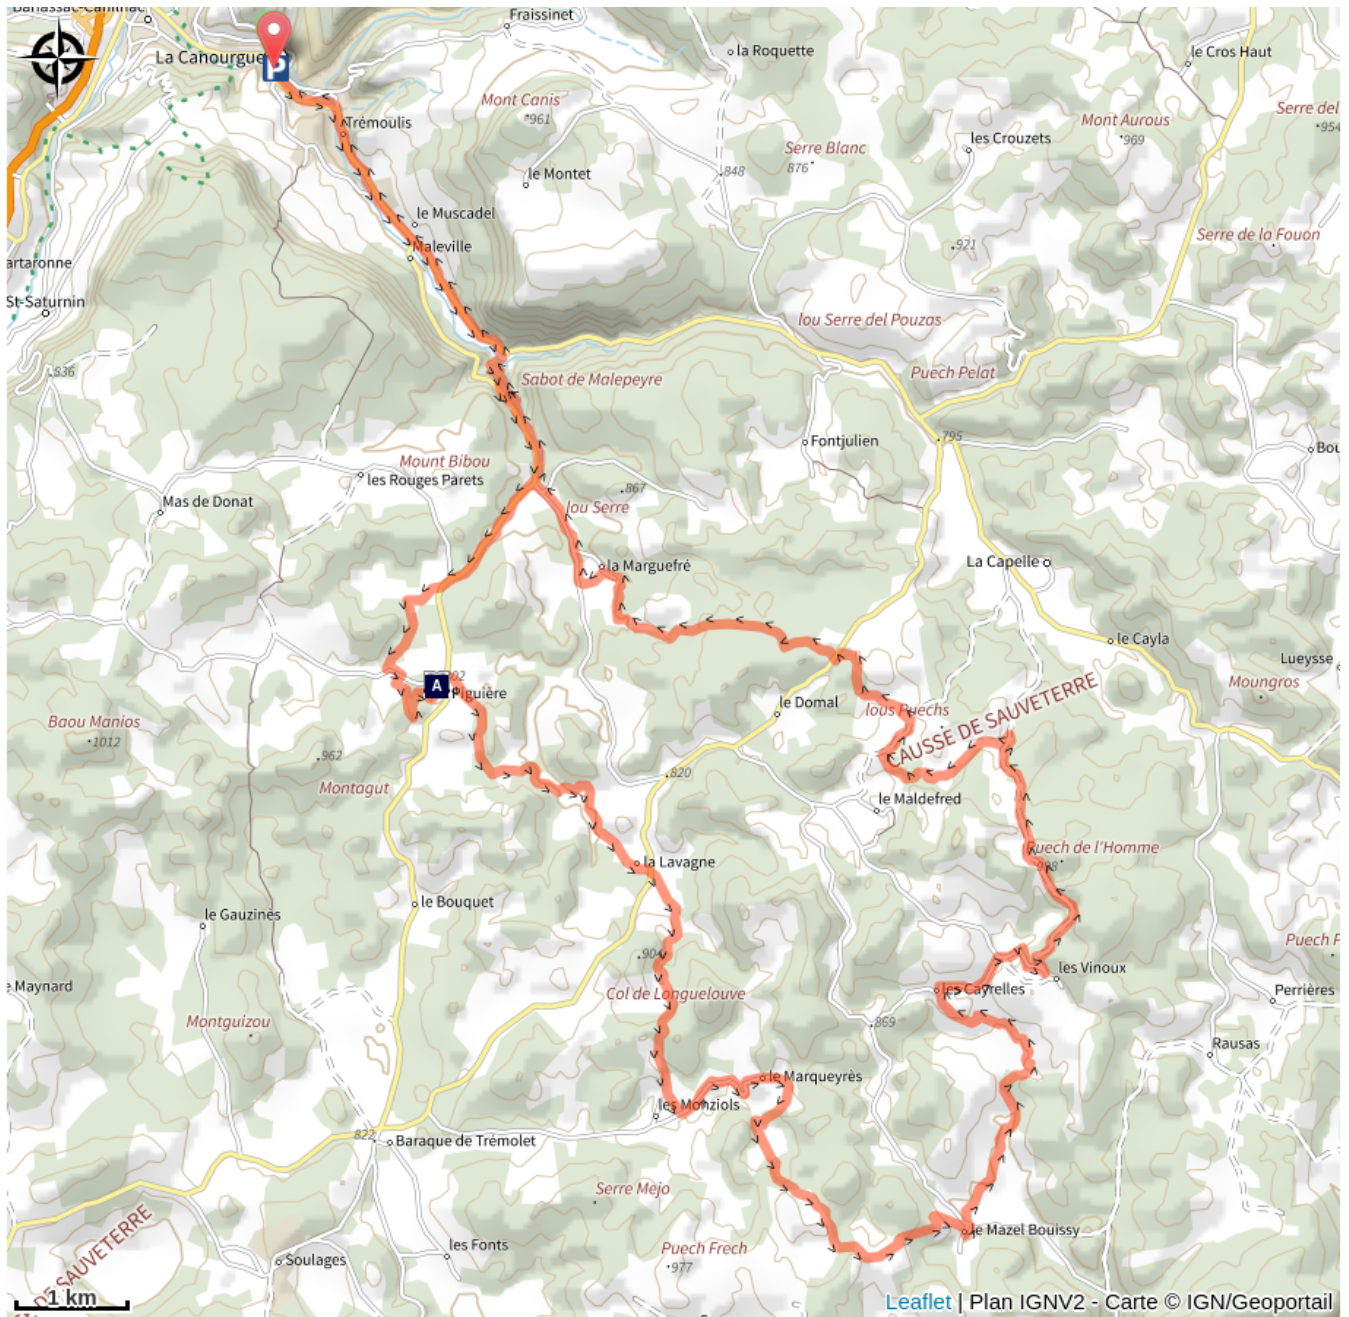 Fraissinet
La Canourgue
P
la Roquette
le Cros Haut
Mont Canis
961
Trémoulis
Serre del
954
Mont Aurous
969
les Crouzets
Serre Blanc
876
848
le Montet
le Muscadel
Maleville
921
Serre de la Fouon
artaronne
St-Saturnin
lou Serre del Pouzas
836
Sabot de Malepeyre
Puech Pelat
795
Fontjulien
Bou
Mount Bibou
les Rouges Parets
867
Mas de Donat
lou Serre
la Marguefré
La Capelle
le Cayla
Lueysse
Moungros
A
le Domal
lous Puechs
CAUSSE DE SAUVETERRE
Baou Manios
1012
962
Montagut
820
le Maldefred
Puech de l'Homme
la Lavagne
le Bouquet
le Gauzinès
904
Puech F
les Vinoux
Maynard
Col de Longuelouve
les Cayrelles
Perrières
Montguizou
869
Rausas
le Marqueyrès
les Monziols
822
Baraque de Trémolet
Serre Mejo
le Mazel Bouissy
les Fonts
Puech Frech
977
Soulages
DE SAUVETERRE
1 km
Leaflet | Plan IGNV2 - Carte © IGN/Geoportail